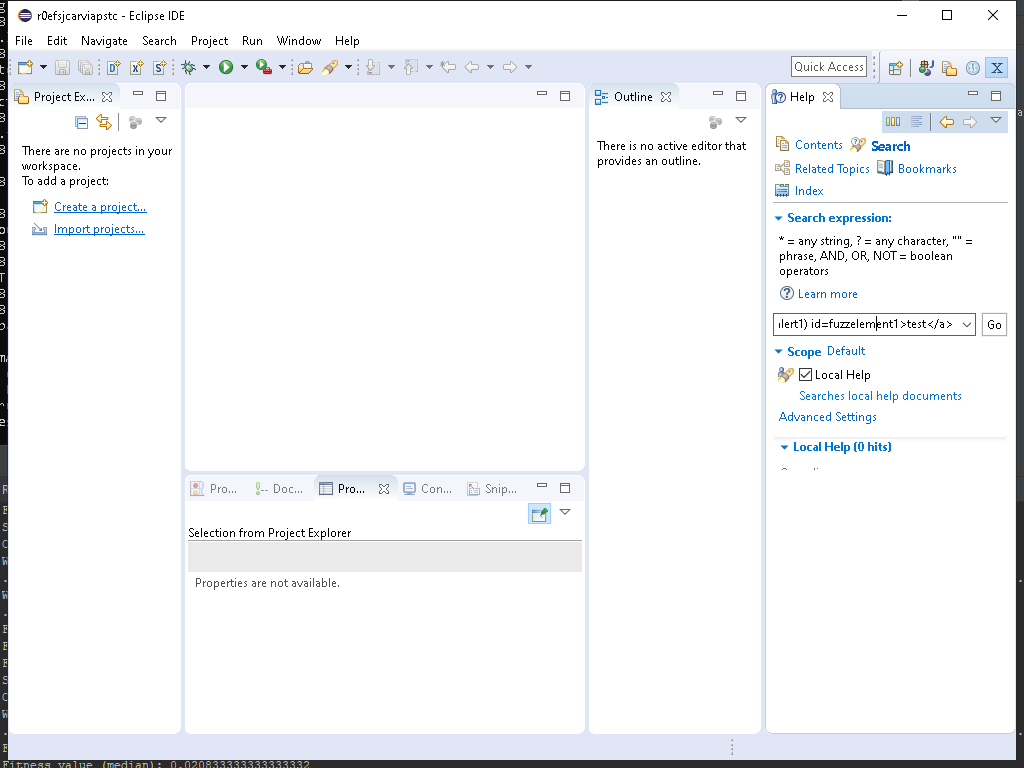 r0efsjcarviapstc - Eclipse IDE
File Edit Navigate Search Project Run Window Help
Quick Access
Project Ex...
Outline
Help
There are no projects in your
workspace.
To add a project:
Create a project...
Import projects...
There is no active editor that
provides an outline.
Contents Search
Related Topics Bookmarks
Index
Search expression:
* = any string, ? = any character, "" =
phrase, AND, OR, NOT = boolean
operators
Learn more
ılert1) id=fuzzelement1>test</a>
Go
Scope Default
Local Help
Searches local help documents
Advanced Settings
Local Help (0 hits)
Pro... Doc... Pro... Con... Snip...
Selection from Project Explorer
Properties are not available.
Fitness value (median): 0.020833333333333332